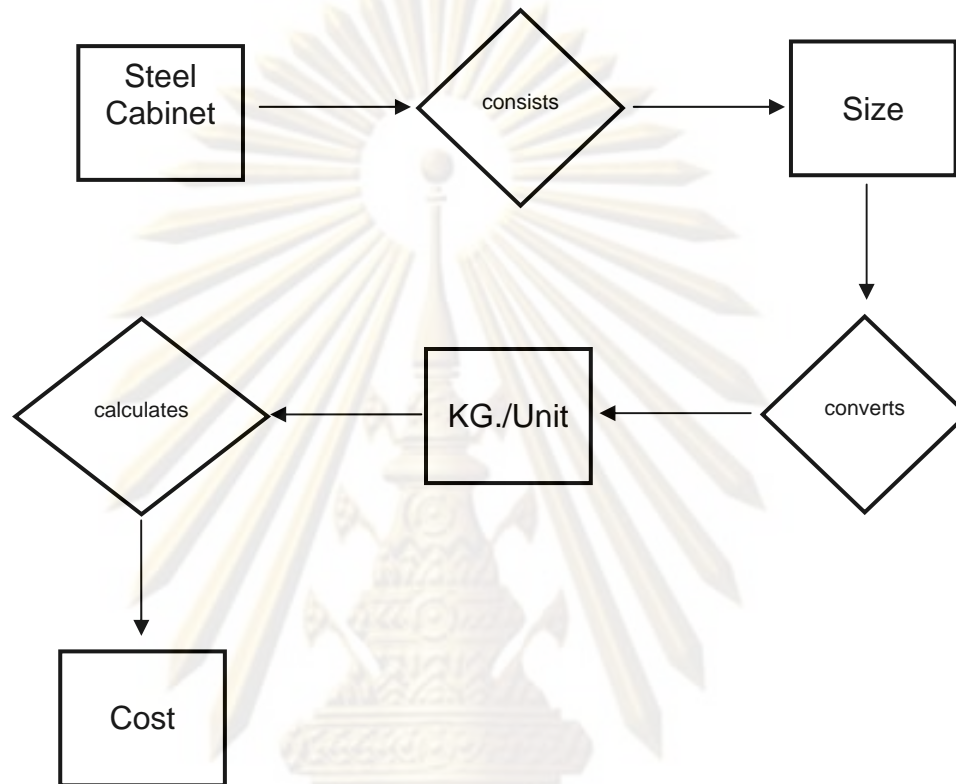 Steel
Cabinet
consists
Size
converts
KG./Unit
calculates
Cost